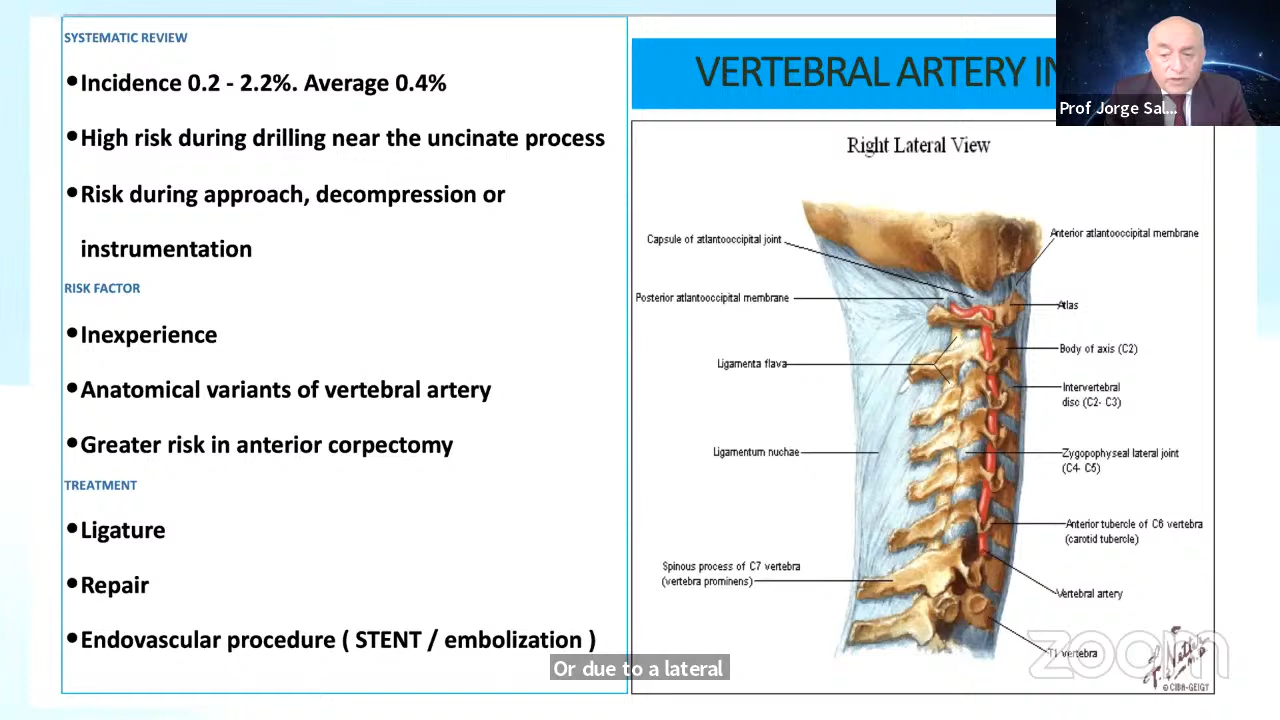 SYSTEMATIC REVIEW
•Incidence 0.2 - 2.2%. Average 0.4%
•High risk during drilling near the uncinate process
•Risk during approach, decompression or
instrumentation
RISK FACTOR
•Inexperience
•Anatomical variants of vertebral artery
•Greater risk in anterior corpectomy
TREATMENT
•Ligature
•Repair
•Endovascular procedure ( STENT / embolization )
VERTEBRAL ARTERY IN
Prof Jorge Sal...
Right Lateral View
Capsule of atlantooccipital joint
Posterior atlantooccipital membrane
Ligamenta flava
Ligamentum nuchae
Spinous process of C7 vertebra
(vertebra prominens)
Anterior atlantooccipital membrane
Atlas
Body of axis (C2)
Intervertebral
disc (C2- C3)
Zygopophyseal lateral joint
(C4- C5)
Anterior tubercle of C6 vertebra
(carotid tubercle)
Vertebral artery
T1 vertebra
zoom
F. Netter
M.D.
© CIBA-GEIGY
Or due to a lateral